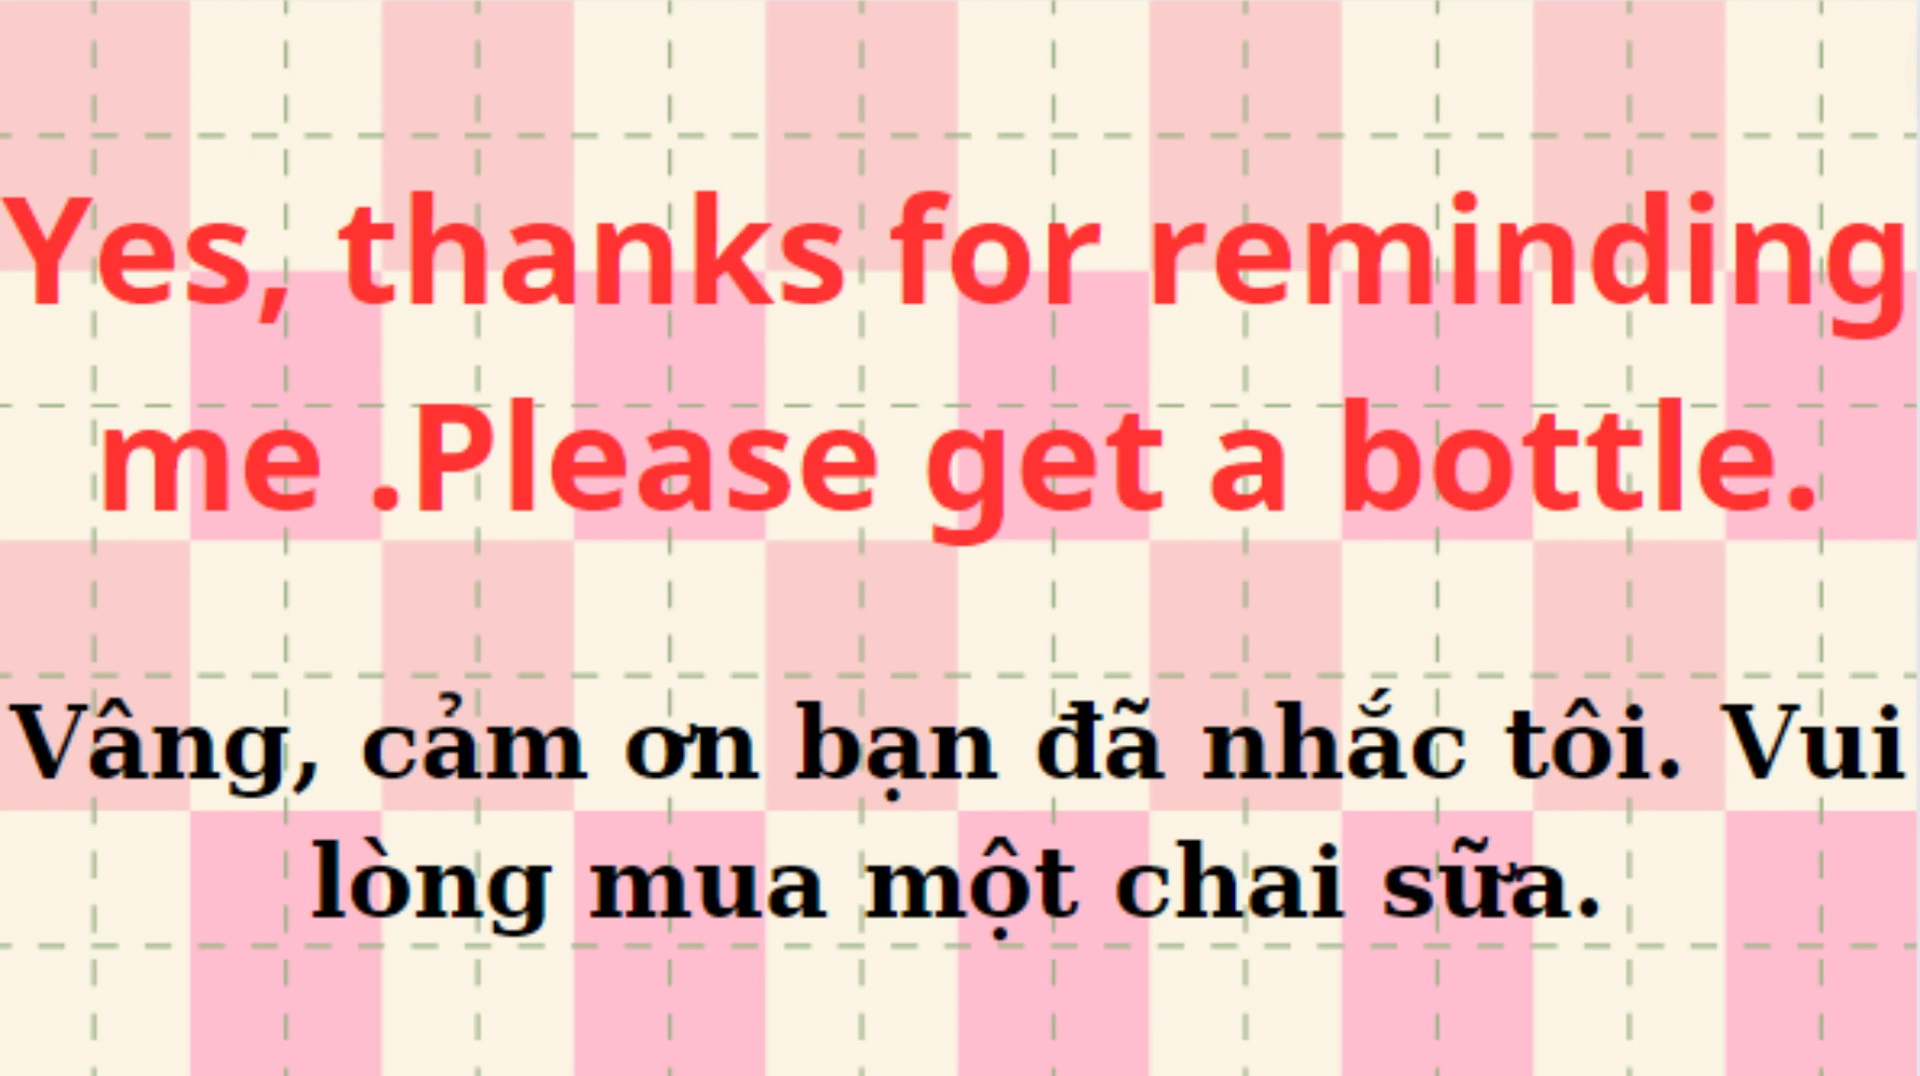 Yes, thanks for reminding
me .Please get a bottle.
Vâng, cảm ơn bạn đã nhắc tôi. Vui
lòng mua một chai sữa.